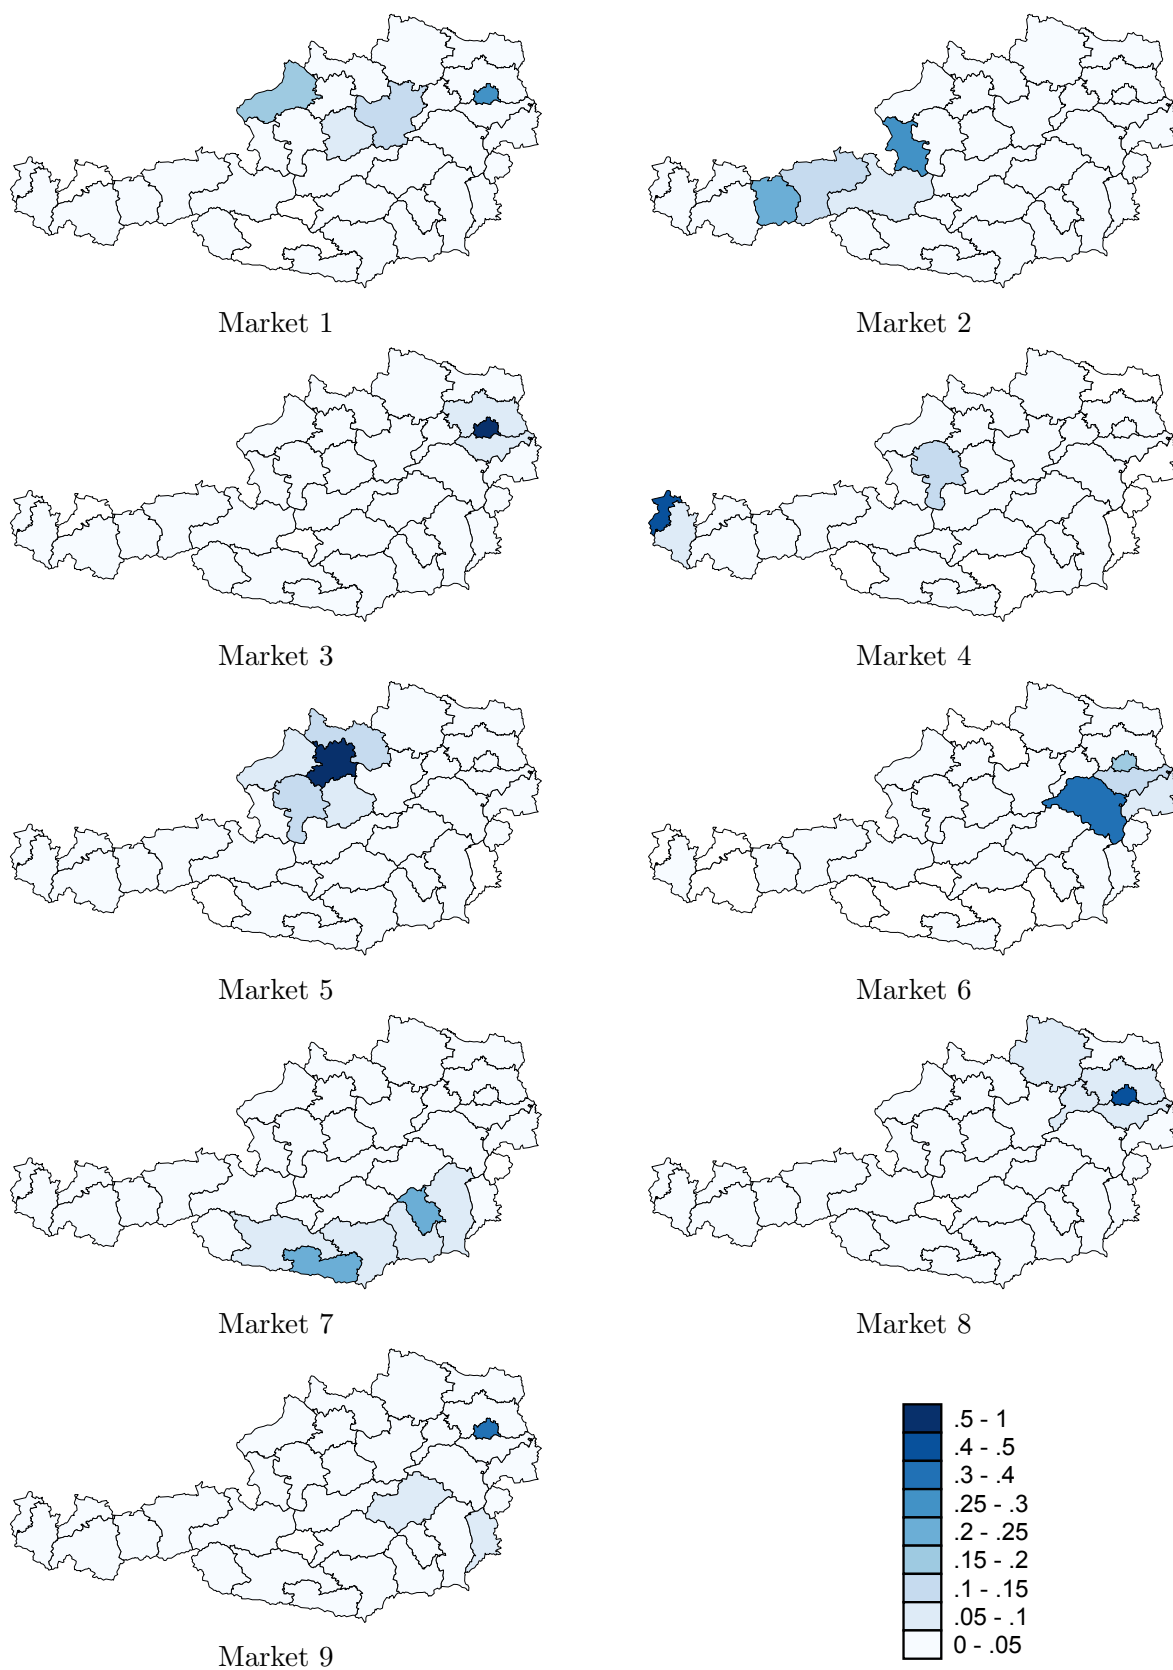 Market 1
Market 2
Market 3
Market 4
Market 5
Market 6
Market 7
Market 8
Market 9
.5 - 1
.4 - .5
.3 - .4
.25 - .3
.2 - .25
.15 - .2
.1 - .15
.05 - .1
0 - .05